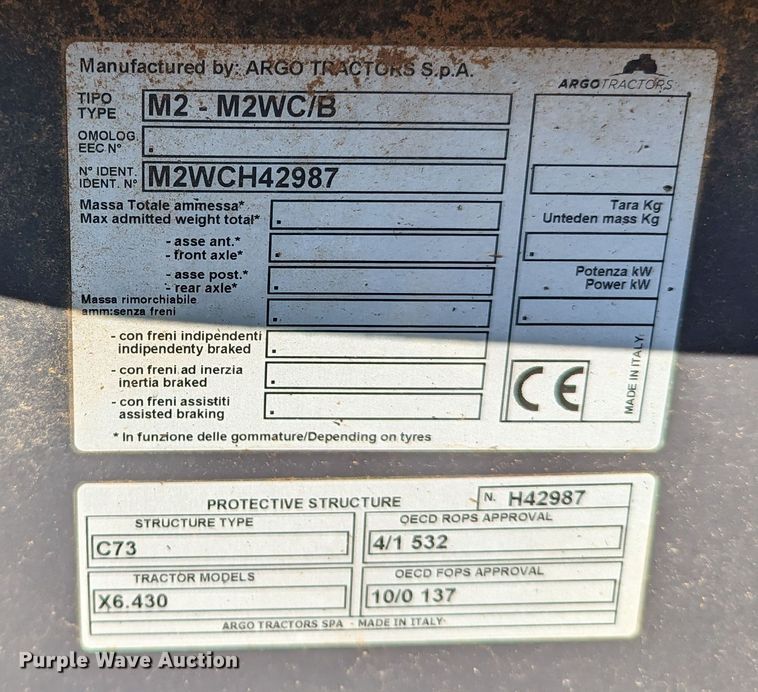 Manufactured by: ARGO TRACTORS S.p.A.
ARGOTRACTORS
TIPO
TYPE
M2 - M2WC/B
OMOLOG.
EEC N°
.
N° IDENT.
IDENT. N°
M2WCH42987
Massa Totale ammessa*
Max admitted weight total*
.
Tara Kg
Unteden mass Kg
- asse ant.*
- front axle*
.
.
- asse post.*
- rear axle*
.
Potenza kW
Power kW
Massa rimorchiabile
amm:senza freni
.
.
- con freni indipendenti
indipendenty braked
.
- con freni ad inerzia
inertia braked
.
- con freni assistiti
assisted braking
.
CE
MADE IN ITALY
* In funzione delle gommature/Depending on tyres
PROTECTIVE STRUCTURE
N. H42987
STRUCTURE TYPE
C73
OECD ROPS APPROVAL
4/1 532
TRACTOR MODELS
X6.430
OECD FOPS APPROVAL
10/0 137
ARGO TRACTORS SPA - MADE IN ITALY
Purple Wave Auction